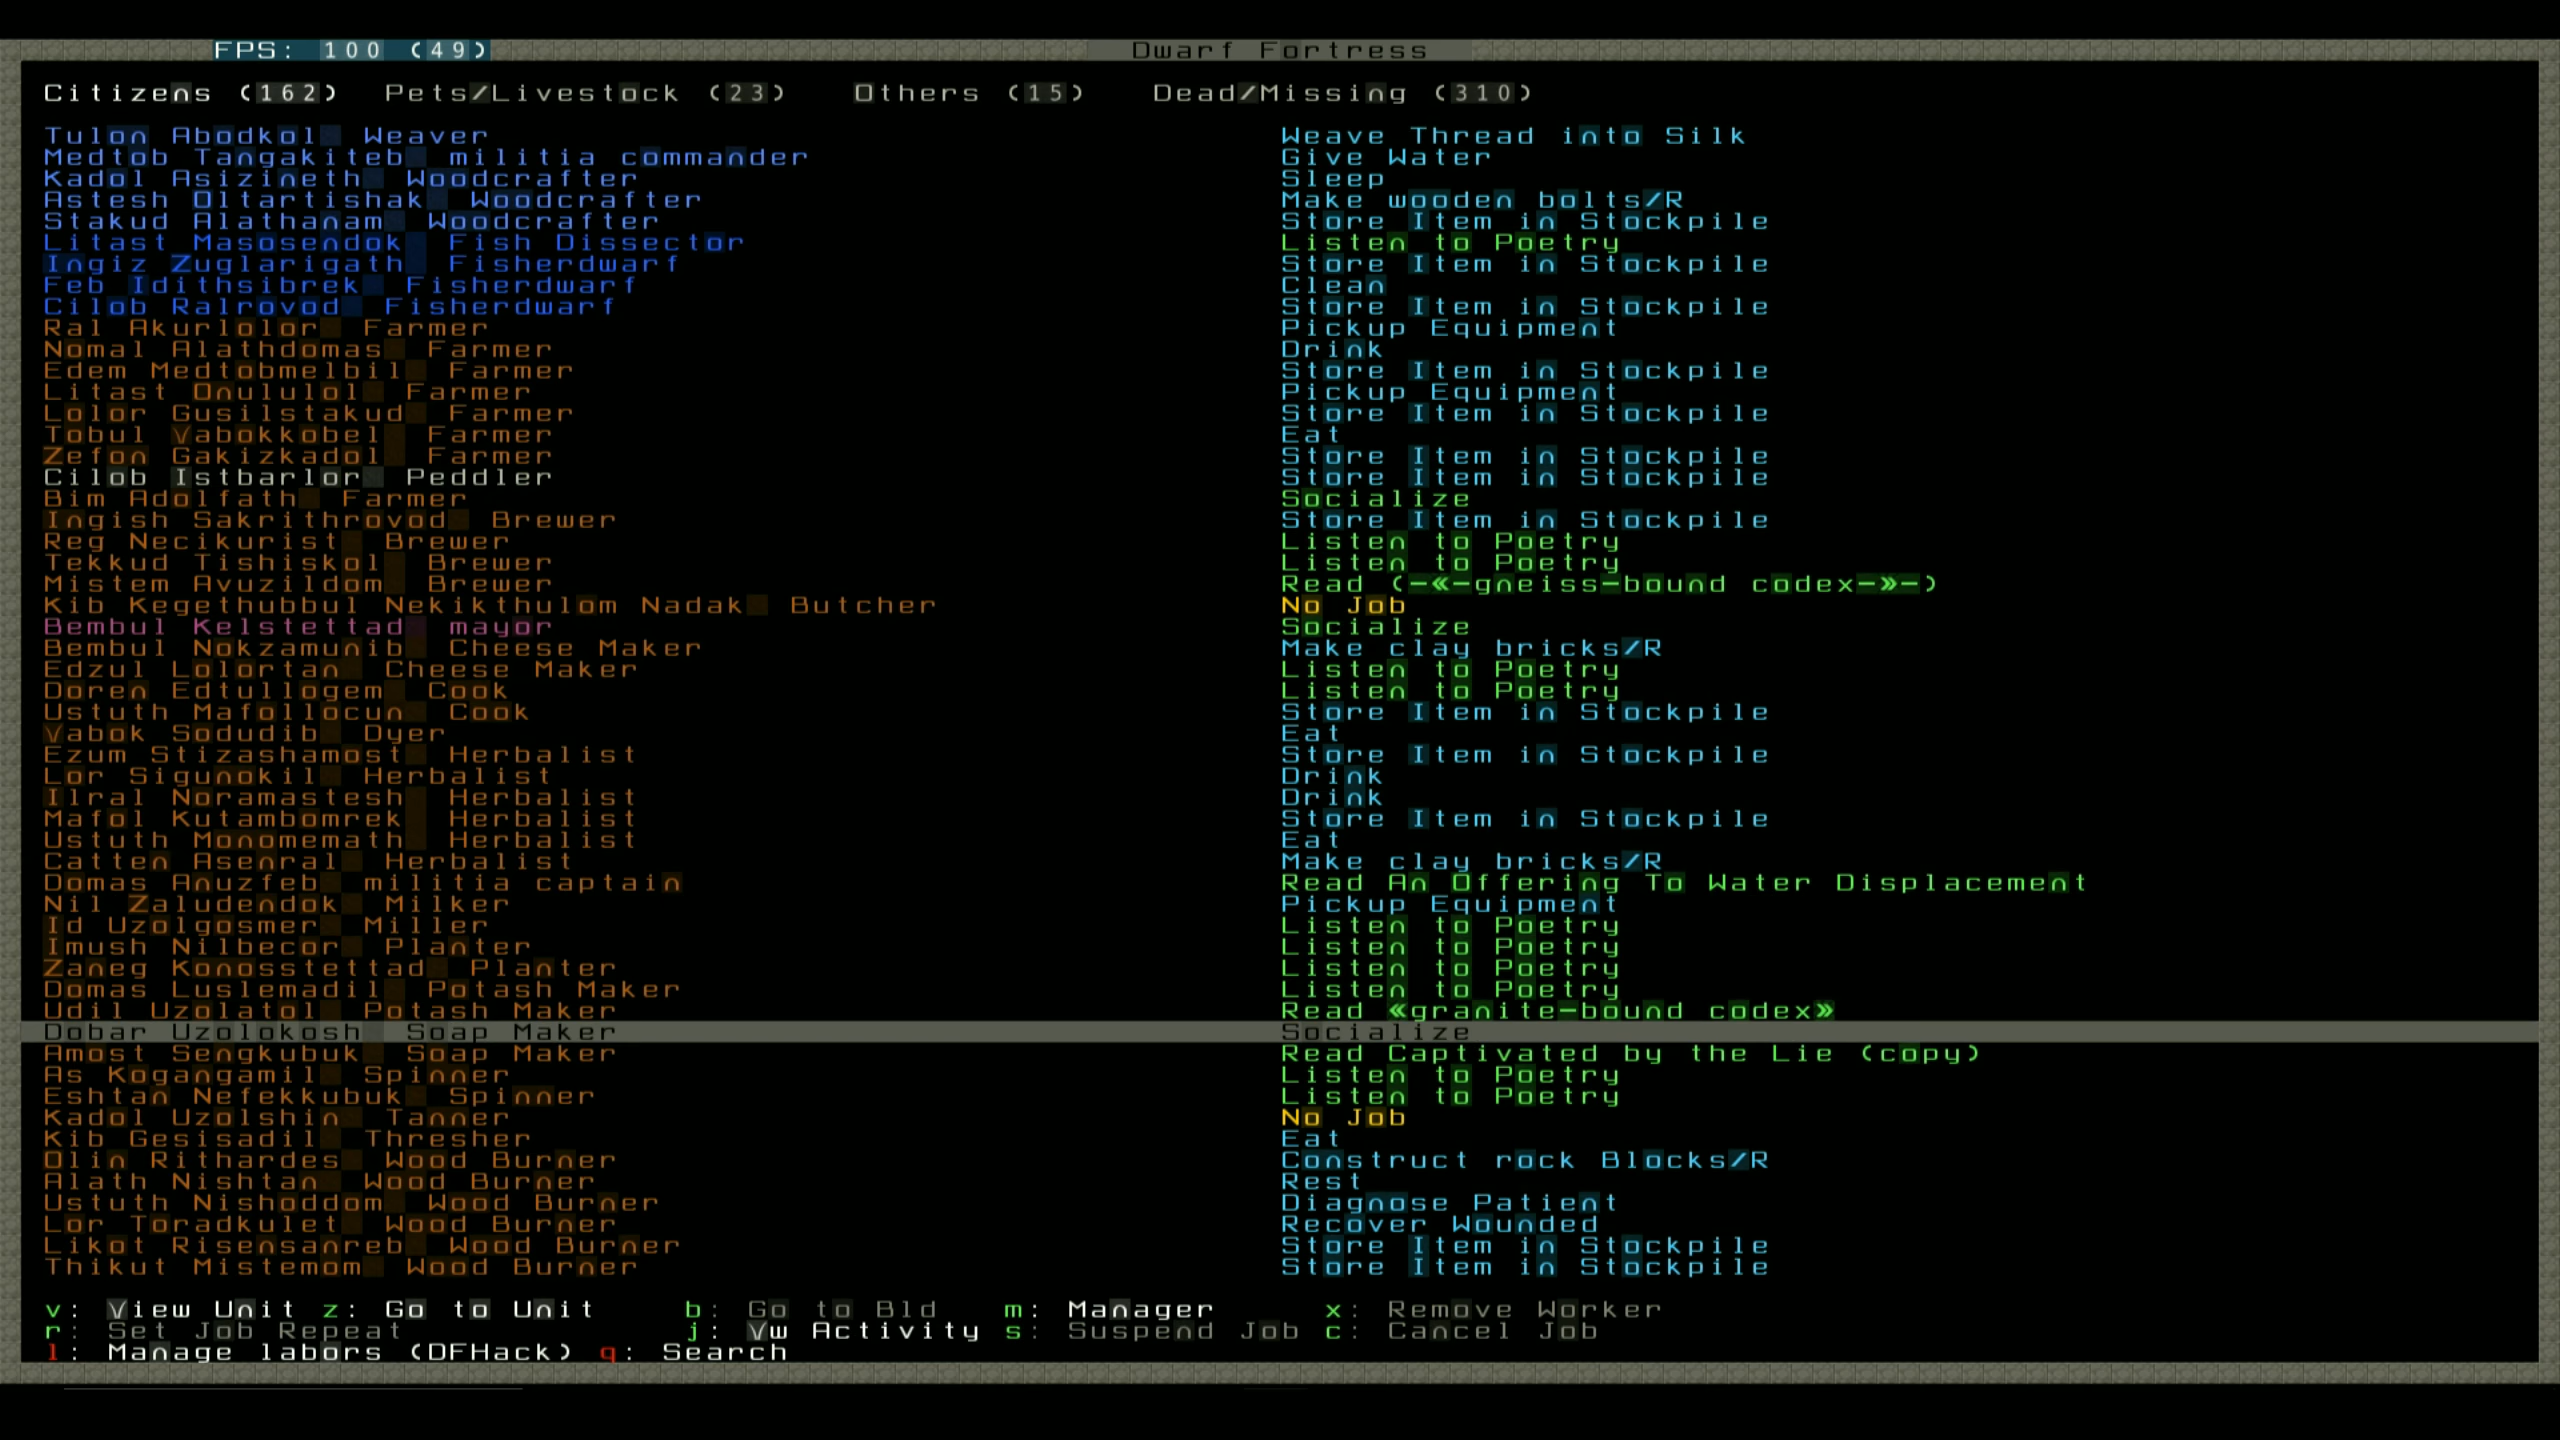 FPS: 100 (49) Dwarf Fortress
Citizens (162) Pets/Livestock (23) Others (15) Dead/Missing (310)
Tulon Abodkol Weaver Weave Thread into Silk
Medtob Tangakiteb militia commander Give Water
Kadol Asizineth Woodcrafter Sleep
Astesh Oltartishak Woodcrafter Make wooden bolts/R
Stakud Alathanam Woodcrafter Store Item in Stockpile
Litast Masosendok Fish Dissector Listen to Poetry
Ingiz Zuglarigath Fisherdwarf Store Item in Stockpile
Feb Idithsibrek Fisherdwarf Clean
Cilob Ralrovod Fisherdwarf Store Item in Stockpile
Ral Akurlolor Farmer Pickup Equipment
Nomal Alathdomas Farmer Drink
Edem Medtobmelbil Farmer Store Item in Stockpile
Litast Onululol Farmer Pickup Equipment
Lolor Gusilstakud Farmer Store Item in Stockpile
Tobul Vabokkobel Farmer Eat
Zefon Gakizkadol Farmer Store Item in Stockpile
Cilob Istbarlor Peddler Store Item in Stockpile
Bim Adolfath Farmer Socialize
Ingish Sakrithrovod Brewer Store Item in Stockpile
Reg Necikurist Brewer Listen to Poetry
Tekkud Tishiskol Brewer Listen to Poetry
Mistem Avuzildom Brewer Read (-«-gneiss-bound codex-»-)
Kib Kegethubbul Nekikthulom Nadak Butcher No Job
Bembul Kelstettad mayor Socialize
Bembul Nokzamunib Cheese Maker Make clay bricks/R
Edzul Lolortan Cheese Maker Listen to Poetry
Doren Edtullogem Cook Listen to Poetry
Ustuth Mafollocun Cook Store Item in Stockpile
Vabok Sodudib Dyer Eat
Ezum Stizashamost Herbalist Store Item in Stockpile
Lor Sigunokil Herbalist Drink
Ilral Noramastesh Herbalist Drink
Mafol Kutambomrek Herbalist Store Item in Stockpile
Ustuth Monomemath Herbalist Eat
Catten Asenral Herbalist Make clay bricks/R
Domas Anuzfeb militia captain Read An Offering To Water Displacement
Nil Zaludendok Milker Pickup Equipment
Id Uzolgosmer Miller Listen to Poetry
Imush Nilbecor Planter Listen to Poetry
Zaneg Konosstettad Planter Listen to Poetry
Domas Luslemadil Potash Maker Listen to Poetry
Udil Uzolatol Potash Maker Read «granite-bound codex»
Dobar Uzolokosh Soap Maker Socialize
Amost Sengkubuk Soap Maker Read Captivated by the Lie (copy)
As Kogangamil Spinner Listen to Poetry
Eshtan Nefekkubuk Spinner Listen to Poetry
Kadol Uzolshin Tanner No Job
Kib Gesisadil Thresher Eat
Olin Rithardes Wood Burner Construct rock Blocks/R
Alath Nishtan Wood Burner Rest
Ustuth Nishoddom Wood Burner Diagnose Patient
Lor Toradkulet Wood Burner Recover Wounded
Likot Risensanreb Wood Burner Store Item in Stockpile
Thikut Mistemom Wood Burner Store Item in Stockpile
v: View Unit z: Go to Unit b: Go to Bld m: Manager x: Remove Worker
r: Set Job Repeat j: Vw Activity s: Suspend Job c: Cancel Job
l: Manage labors (DFHack) q: Search